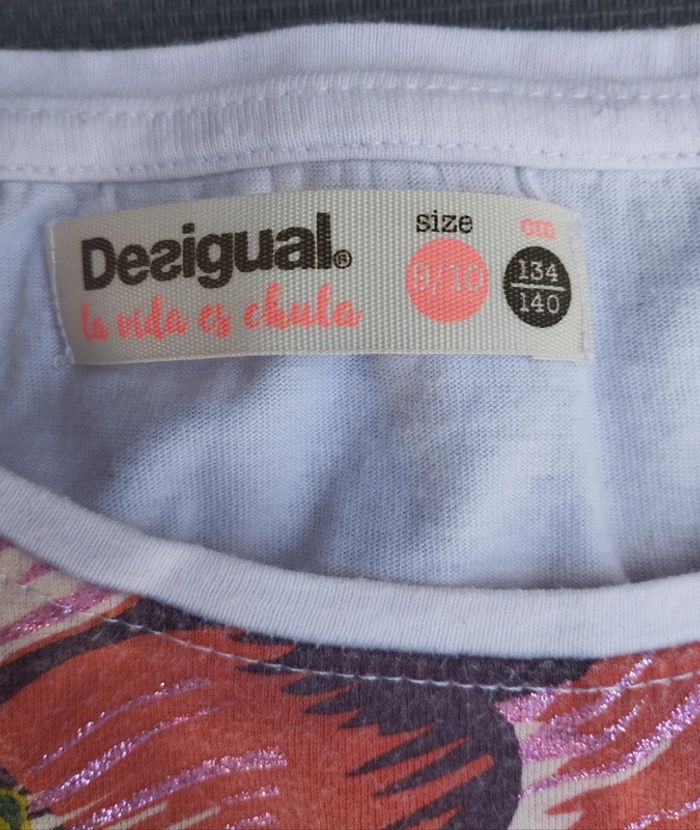 Desigual.®
la vida es chula
size
9/10
cm
134
140